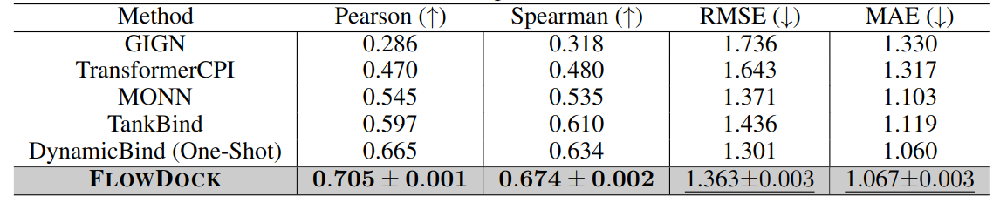 Method Pearson (↑) Spearman (↑) RMSE (↓) MAE (↓)
GIGN 0.286 0.318 1.736 1.330
TransformerCPI 0.470 0.480 1.643 1.317
MONN 0.545 0.535 1.371 1.103
TankBind 0.597 0.610 1.436 1.119
DynamicBind (One-Shot) 0.665 0.634 1.301 1.060
FLOWDOCK 0.705 ± 0.001 0.674 ± 0.002 1.363±0.003 1.067±0.003